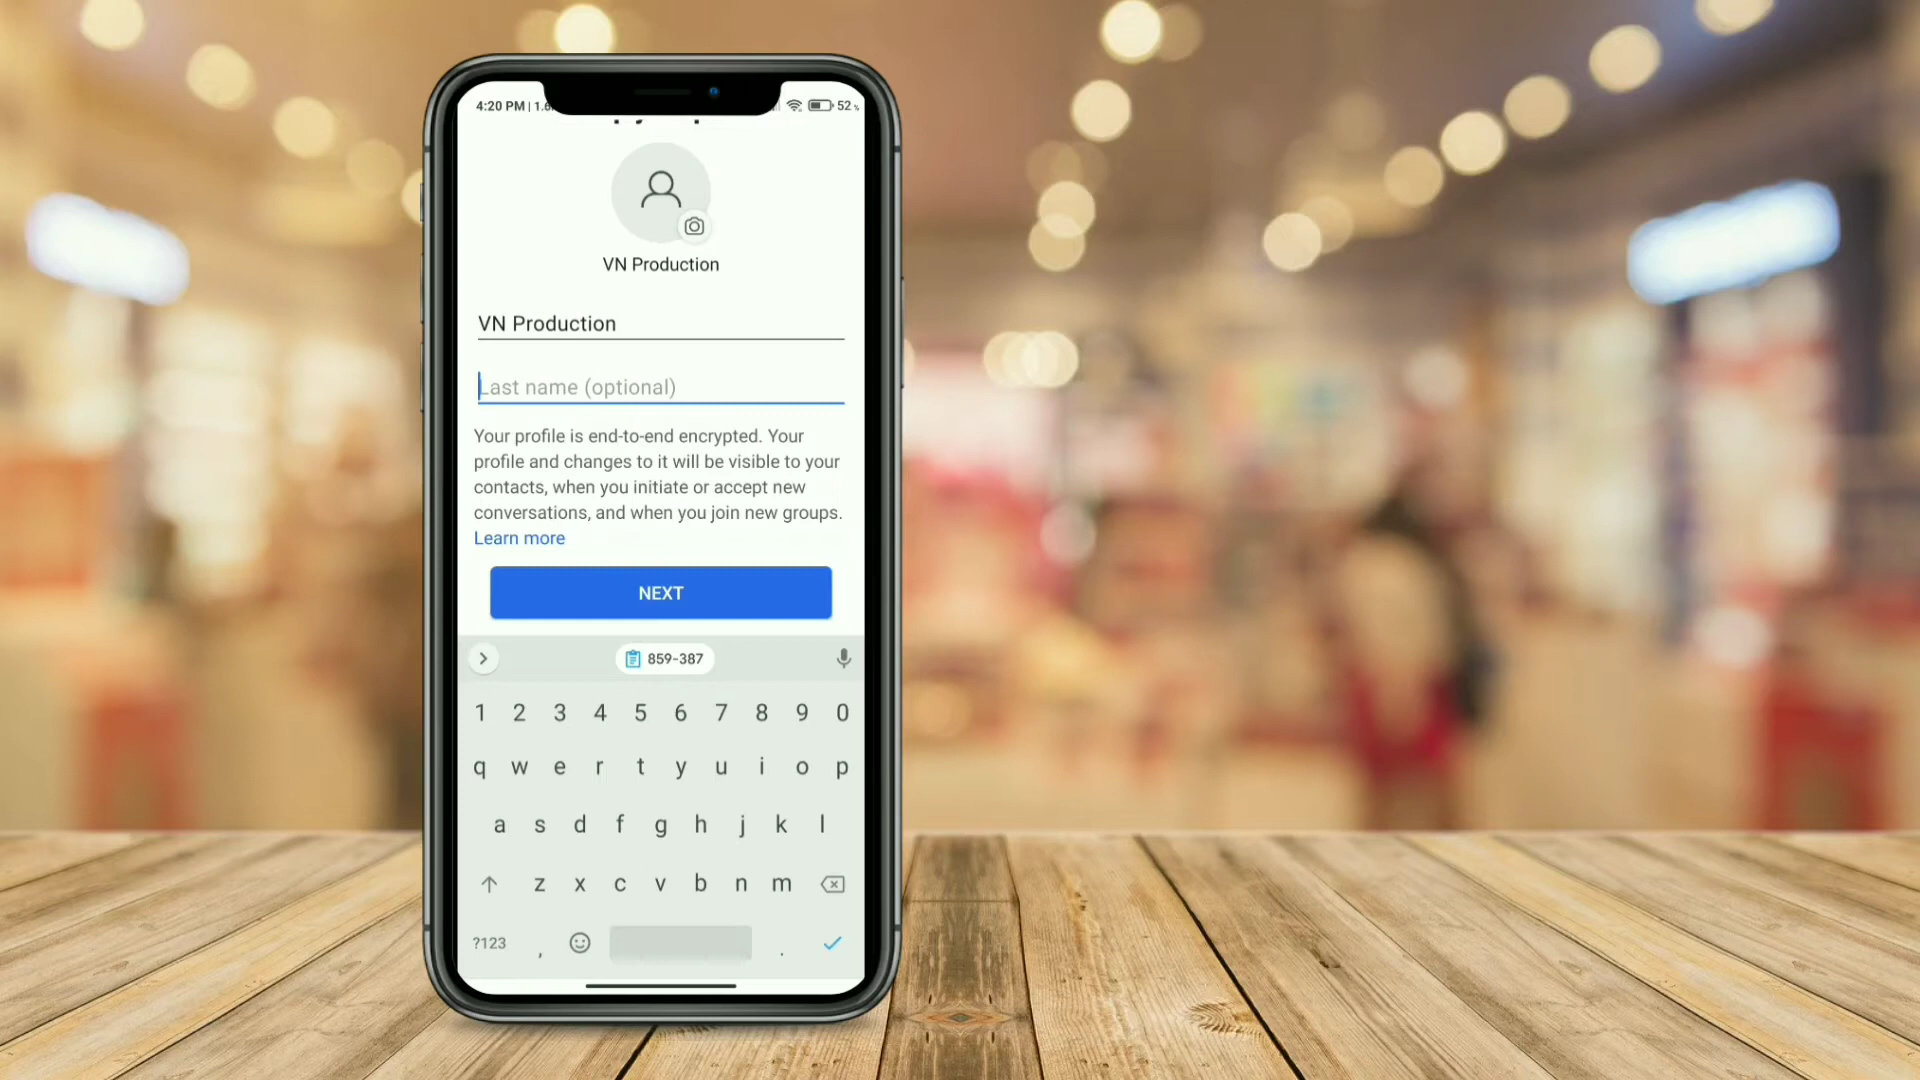 4:20 PM | 1.6
52 %
VN Production
VN Production
Last name (optional)
Your profile is end-to-end encrypted. Your
profile and changes to it will be visible to your
contacts, when you initiate or accept new
conversations, and when you join new groups.
Learn more
NEXT
859-387
1 2 3 4 5 6 7 8 9 0
q w e r t y u i o p
a s d f g h j k l
z x c v b n m
?123 , .